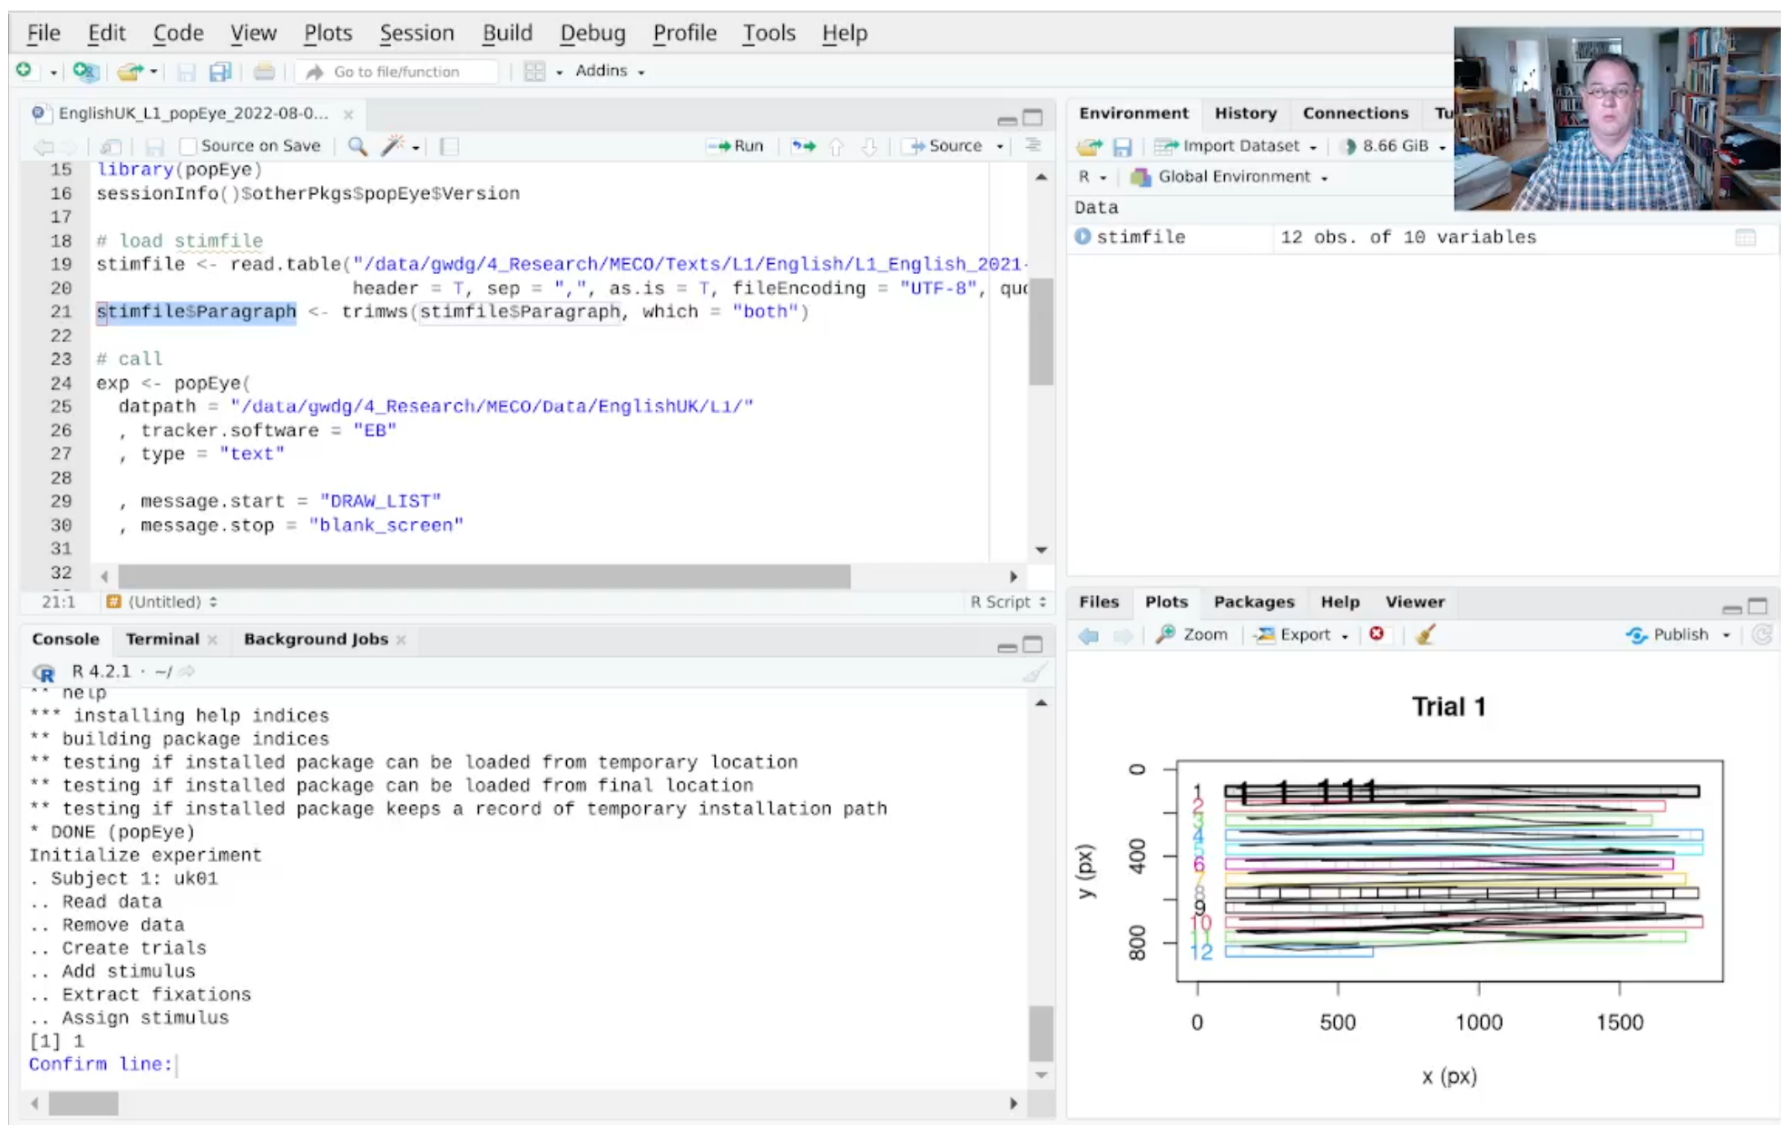 File Edit Code View Plots Session Build Debug Profile Tools Help
Go to file/function Addins
EnglishUK_L1_popEye_2022-08-0...
Source on Save Run Source
15 library(popEye)
16 sessionInfo()$otherPkgs$popEye$Version
17
18 # load stimfile
19 stimfile <- read.table("/data/gwdg/4_Research/MECO/Texts/L1/English/L1_English_2021-
20 header = T, sep = ",", as.is = T, fileEncoding = "UTF-8", quo
21 stimfile$Paragraph <- trimws(stimfile$Paragraph, which = "both")
22
23 # call
24 exp <- popEye(
25 datpath = "/data/gwdg/4_Research/MECO/Data/EnglishUK/L1/"
26 , tracker.software = "EB"
27 , type = "text"
28
29 , message.start = "DRAW_LIST"
30 , message.stop = "blank_screen"
31
32
21:1 (Untitled) R Script
Console Terminal Background Jobs
R 4.2.1 · ~/
** help
*** installing help indices
** building package indices
** testing if installed package can be loaded from temporary location
** testing if installed package can be loaded from final location
** testing if installed package keeps a record of temporary installation path
* DONE (popEye)
Initialize experiment
. Subject 1: uk01
.. Read data
.. Remove data
.. Create trials
.. Add stimulus
.. Extract fixations
.. Assign stimulus
[1] 1
Confirm line:
Environment History Connections Tu
Import Dataset 8.66 GiB
R Global Environment
Data
stimfile 12 obs. of 10 variables
Files Plots Packages Help Viewer
Zoom Export Publish
Trial 1
y (px)
0
400
800
1 1 1 1 1 1
2
3
4
5
6
7
8
9
10
11
12
0 500 1000 1500
x (px)